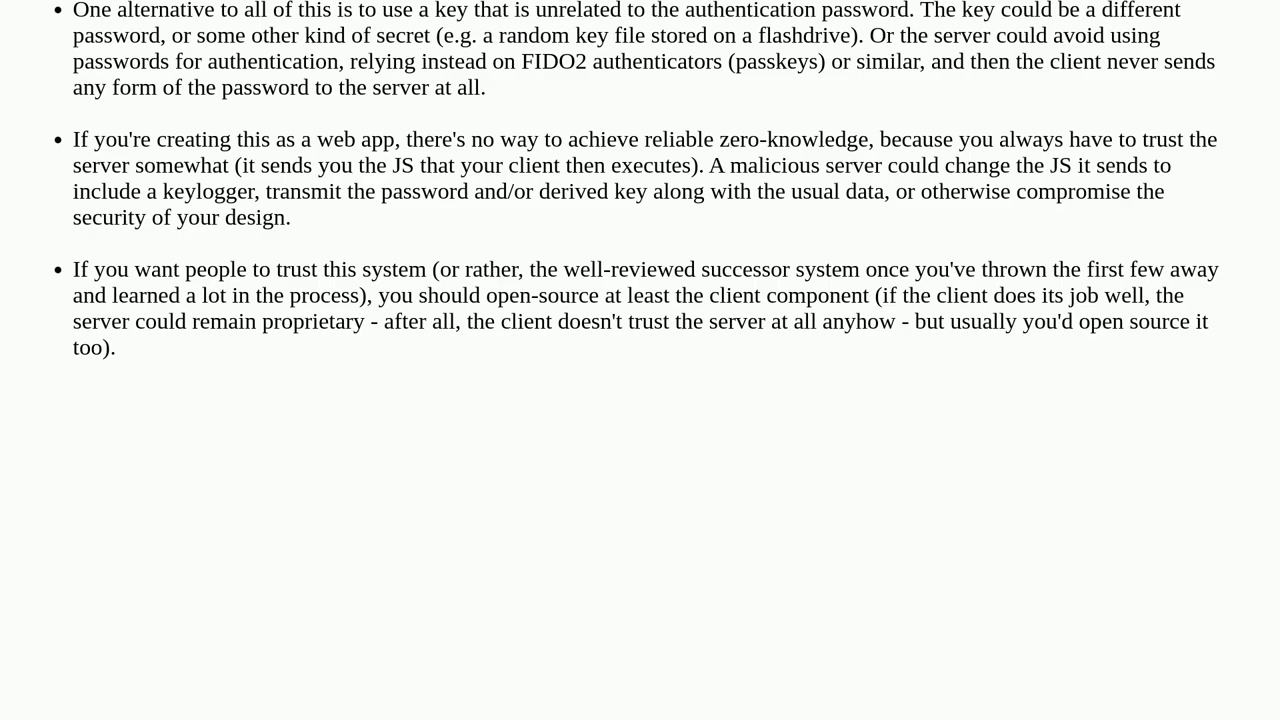 • One alternative to all of this is to use a key that is unrelated to the authentication password. The key could be a different
password, or some other kind of secret (e.g. a random key file stored on a flashdrive). Or the server could avoid using
passwords for authentication, relying instead on FIDO2 authenticators (passkeys) or similar, and then the client never sends
any form of the password to the server at all.
• If you're creating this as a web app, there's no way to achieve reliable zero-knowledge, because you always have to trust the
server somewhat (it sends you the JS that your client then executes). A malicious server could change the JS it sends to
include a keylogger, transmit the password and/or derived key along with the usual data, or otherwise compromise the
security of your design.
• If you want people to trust this system (or rather, the well-reviewed successor system once you've thrown the first few away
and learned a lot in the process), you should open-source at least the client component (if the client does its job well, the
server could remain proprietary - after all, the client doesn't trust the server at all anyhow - but usually you'd open source it
too).